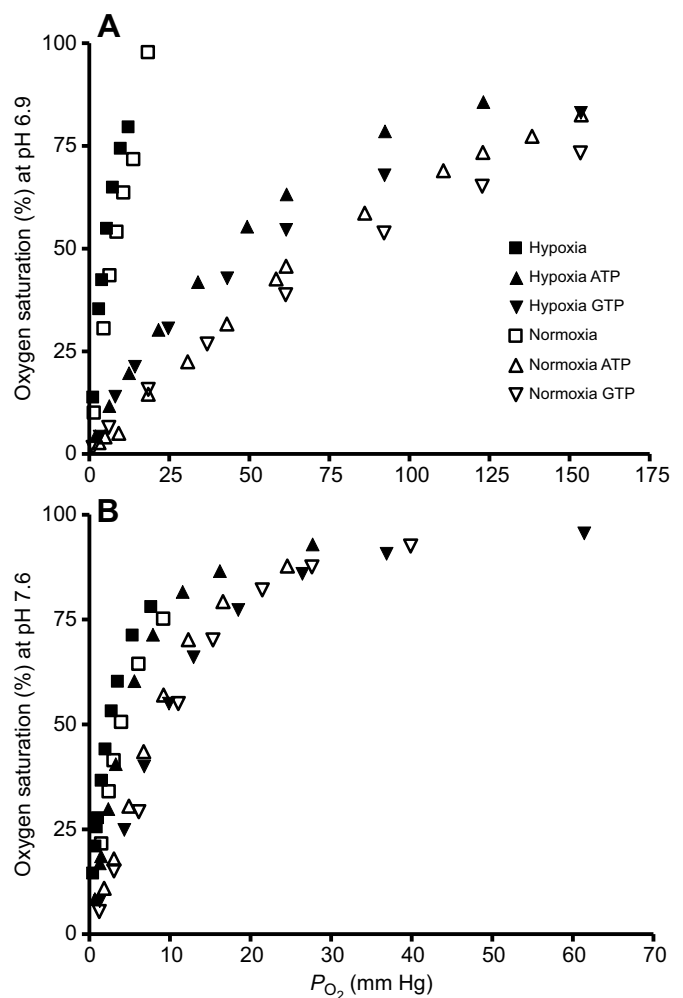 A
100
75
50
25
0
Oxygen saturation (%) at pH 6.9
Hypoxia
Hypoxia ATP
Hypoxia GTP
Normoxia
Normoxia ATP
Normoxia GTP
0 25 50 75 100 125 150 175
B
100
75
50
25
0
Oxygen saturation (%) at pH 7.6
0 10 20 30 40 50 60 70
PO2 (mm Hg)